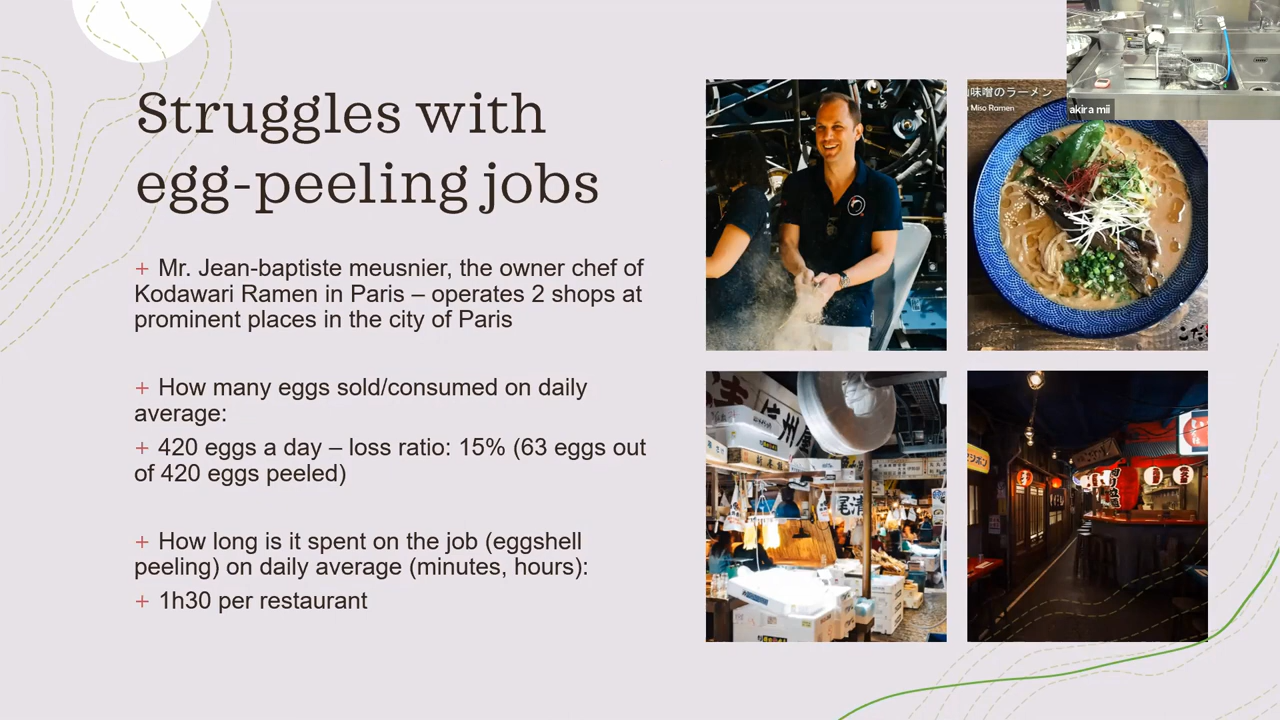 Struggles with
egg-peeling jobs
+ Mr. Jean-baptiste meusnier, the owner chef of
Kodawari Ramen in Paris – operates 2 shops at
prominent places in the city of Paris
+ How many eggs sold/consumed on daily
average:
+ 420 eggs a day – loss ratio: 15% (63 eggs out
of 420 eggs peeled)
+ How long is it spent on the job (eggshell
peeling) on daily average (minutes, hours):
+ 1h30 per restaurant
味噌のラーメン
Miso Ramen
akira mii
尾清